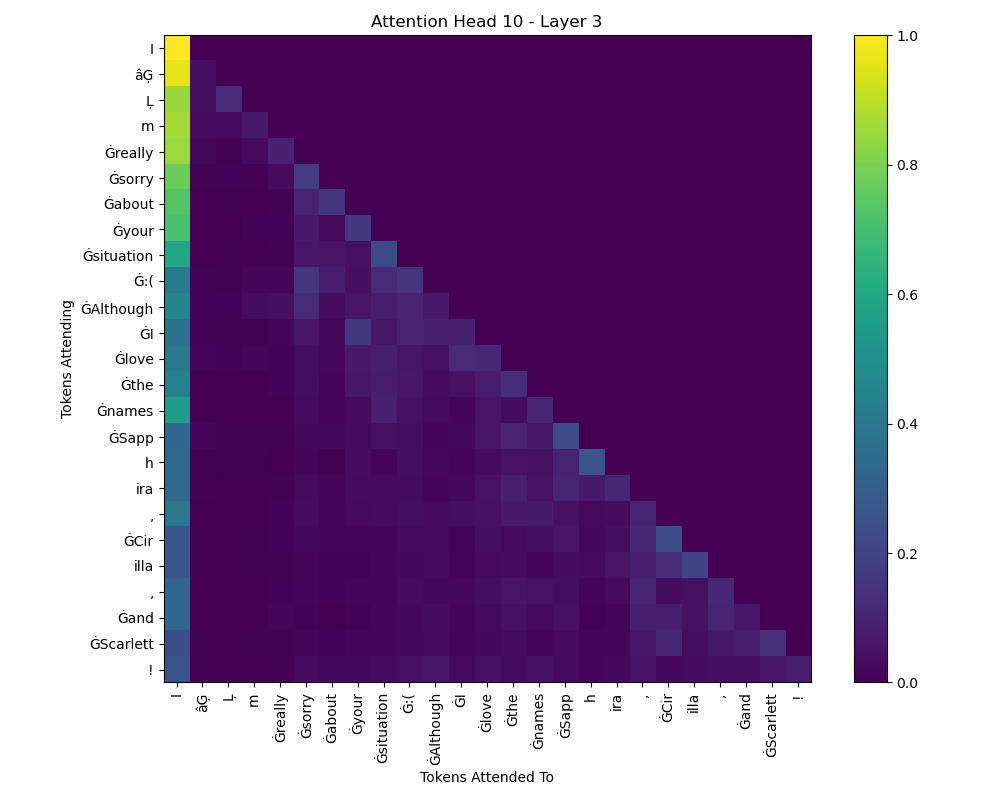 Attention Head 10 - Layer 3
Tokens Attending
I
âĢ
Ļ
m
Ġreally
Ġsorry
Ġabout
Ġyour
Ġsituation
Ġ:(
ĠAlthough
ĠI
Ġlove
Ġthe
Ġnames
ĠSapp
h
ira
,
ĠCir
illa
,
Ġand
ĠScarlett
!
I
âĢ
Ļ
m
Ġreally
Ġsorry
Ġabout
Ġyour
Ġsituation
Ġ:(
ĠAlthough
ĠI
Ġlove
Ġthe
Ġnames
ĠSapp
h
ira
,
ĠCir
illa
,
Ġand
ĠScarlett
!
Tokens Attended To
1.0
0.8
0.6
0.4
0.2
0.0